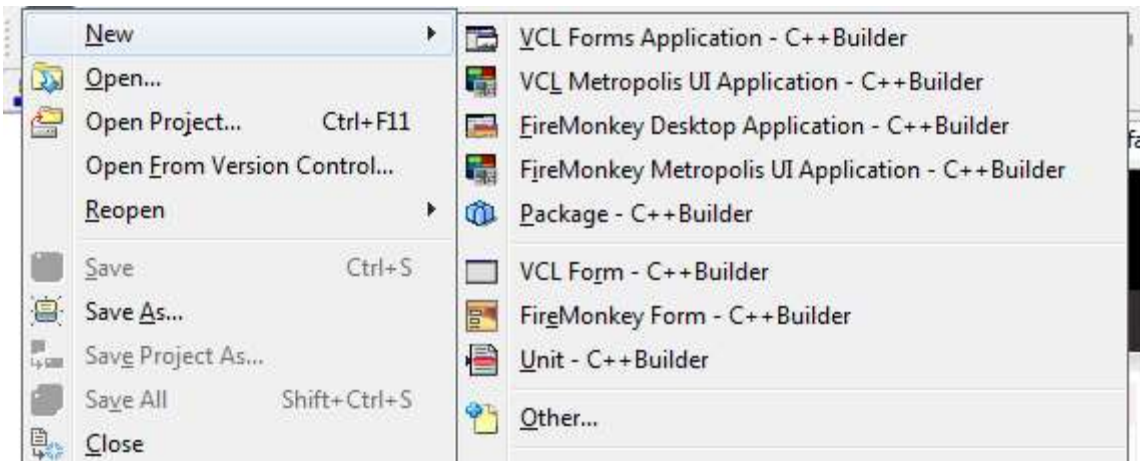 New
Open...
Open Project... Ctrl+F11
Open From Version Control...
Reopen
Save Ctrl+S
Save As...
Save Project As...
Save All Shift+Ctrl+S
Close
VCL Forms Application - C++Builder
VCL Metropolis UI Application - C++Builder
FireMonkey Desktop Application - C++Builder
FireMonkey Metropolis UI Application - C++Builder
Package - C++Builder
VCL Form - C++Builder
FireMonkey Form - C++Builder
Unit - C++Builder
Other...